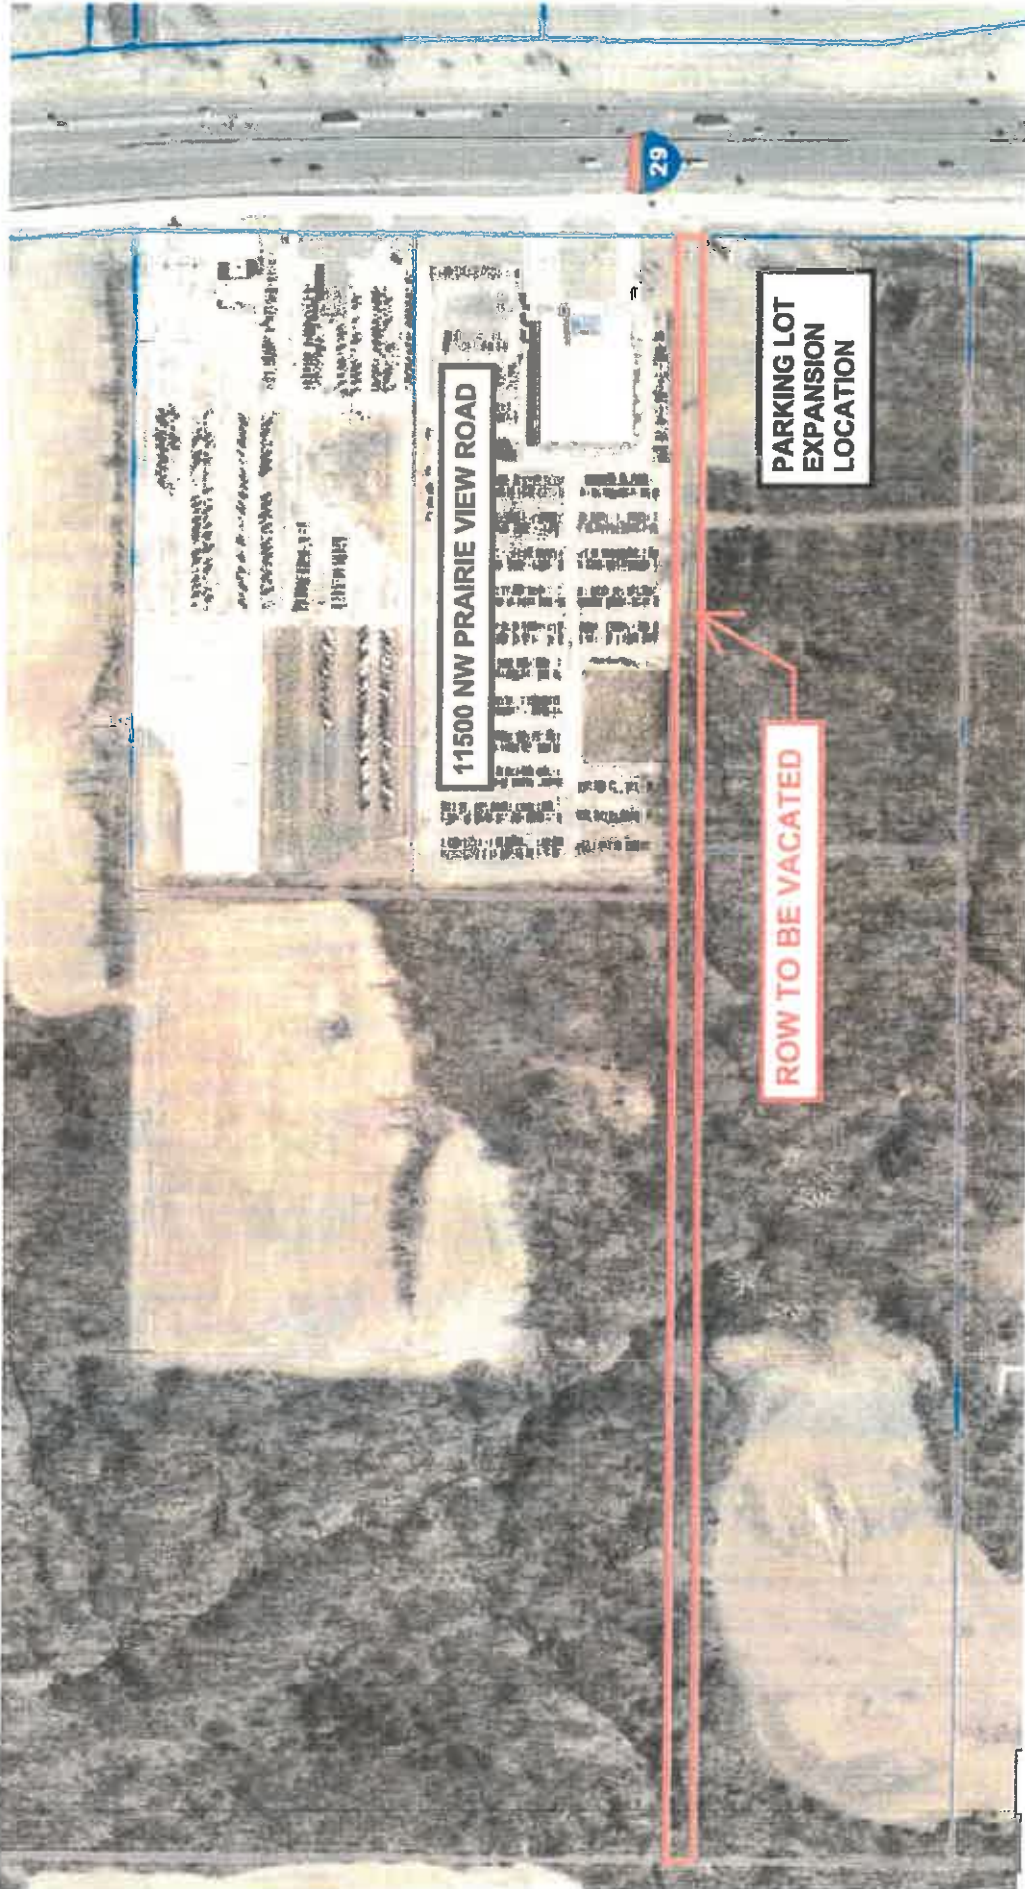 29
11500 NW PRAIRIE VIEW ROAD
PARKING LOT
EXPANSION
LOCATION
ROW TO BE VACATED